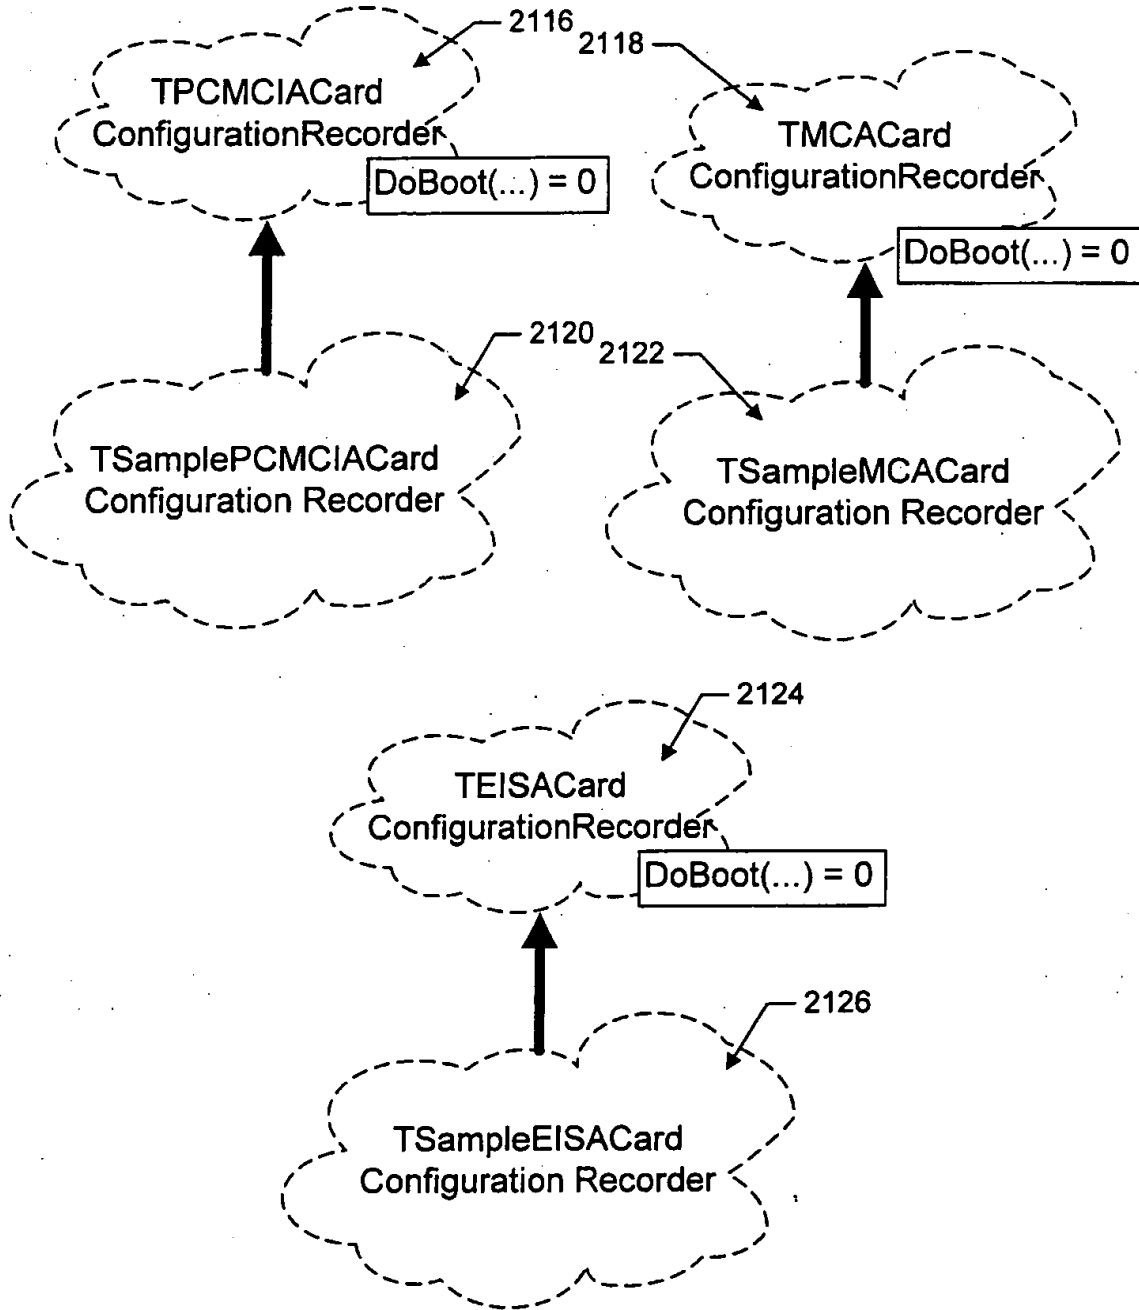 2116
TPCMCIACard
ConfigurationRecorder
DoBoot(...) = 0
2118
TMCACard
ConfigurationRecorder
DoBoot(...) = 0
2120
TSamplePCMCIACard
Configuration Recorder
2122
TSampleMCACard
Configuration Recorder
2124
TEISACard
ConfigurationRecorder
DoBoot(...) = 0
2126
TSampleEISACard
Configuration Recorder